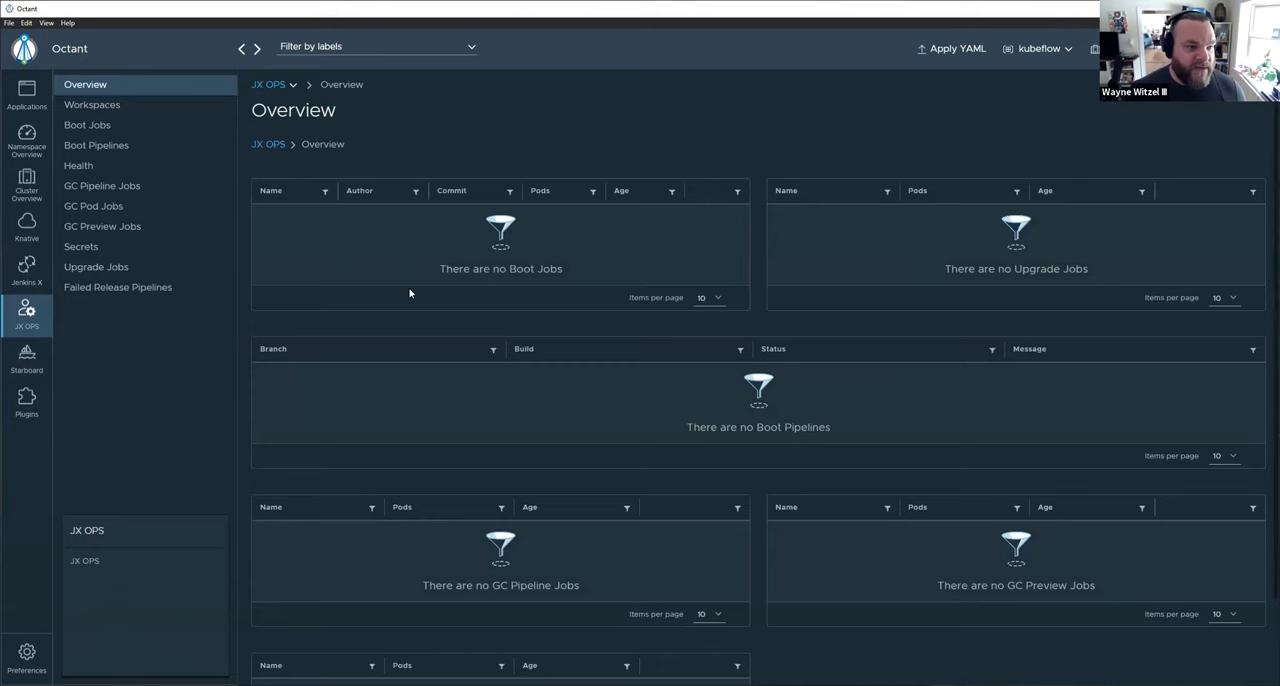 Octant
File Edit View Help
Octant
Filter by labels
Apply YAML
kubeflow
Wayne Witzel III
Applications
Namespace
Overview
Cluster
Overview
Knative
Jenkins X
JX OPS
Starboard
Plugins
Preferences
Overview
Workspaces
Boot Jobs
Boot Pipelines
Health
GC Pipeline Jobs
GC Pod Jobs
GC Preview Jobs
Secrets
Upgrade Jobs
Failed Release Pipelines
JX OPS
JX OPS
JX OPS > Overview
Overview
JX OPS > Overview
Name Author Commit Pods Age
There are no Boot Jobs
Items per page 10
Name Pods Age
There are no Upgrade Jobs
Items per page 10
Branch Build Status Message
There are no Boot Pipelines
Items per page 10
Name Pods Age
There are no GC Pipeline Jobs
Items per page 10
Name Pods Age
There are no GC Preview Jobs
Items per page 10
Name Pods Age